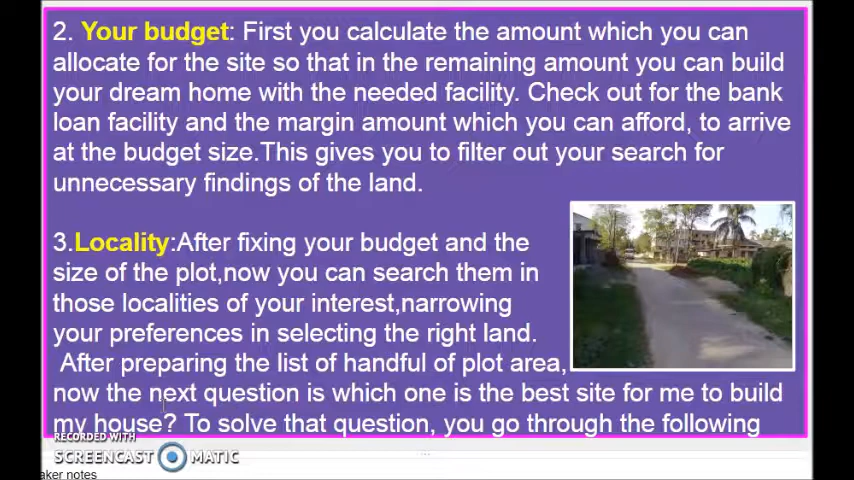 2. Your budget: First you calculate the amount which you can
allocate for the site so that in the remaining amount you can build
your dream home with the needed facility. Check out for the bank
loan facility and the margin amount which you can afford, to arrive
at the budget size.This gives you to filter out your search for
unnecessary findings of the land.
3.Locality:After fixing your budget and the
size of the plot,now you can search them in
those localities of your interest,narrowing
your preferences in selecting the right land.
After preparing the list of handful of plot area,
now the next question is which one is the best site for me to build
my house? To solve that question, you go through the following
RECORDED WITH
SCREENCAST MATIC
aker notes